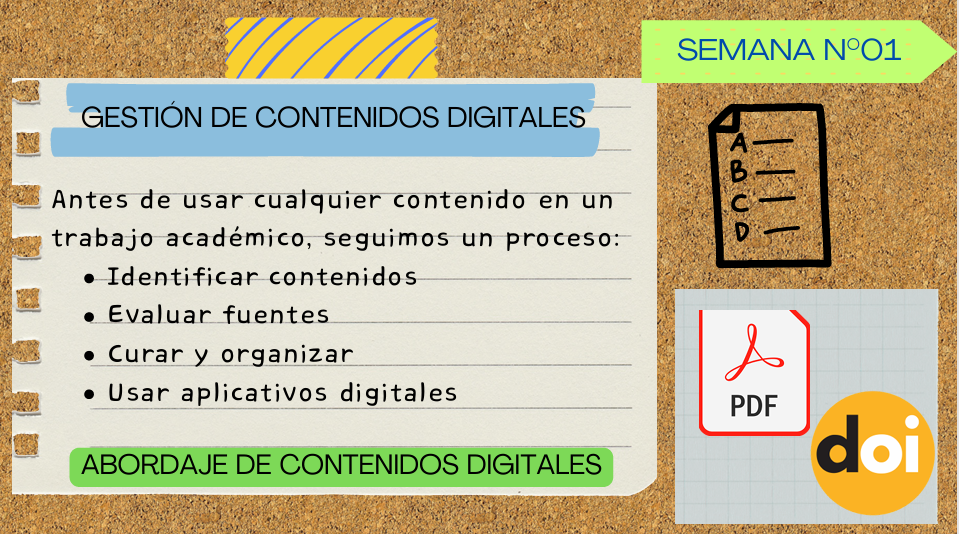 SEMANA N°01
GESTIÓN DE CONTENIDOS DIGITALES
Antes de usar cualquier contenido en un
trabajo académico, seguimos un proceso:
• Identificar contenidos
• Evaluar fuentes
• Curar y organizar
• Usar aplicativos digitales
ABORDAJE DE CONTENIDOS DIGITALES
A
B
C
D
PDF
doi